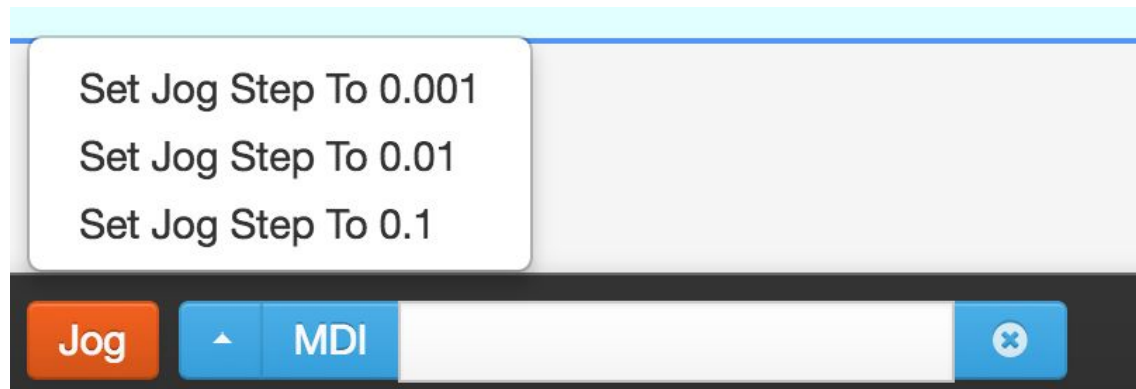 Set Jog Step To 0.001
Set Jog Step To 0.01
Set Jog Step To 0.1
Jog MDI